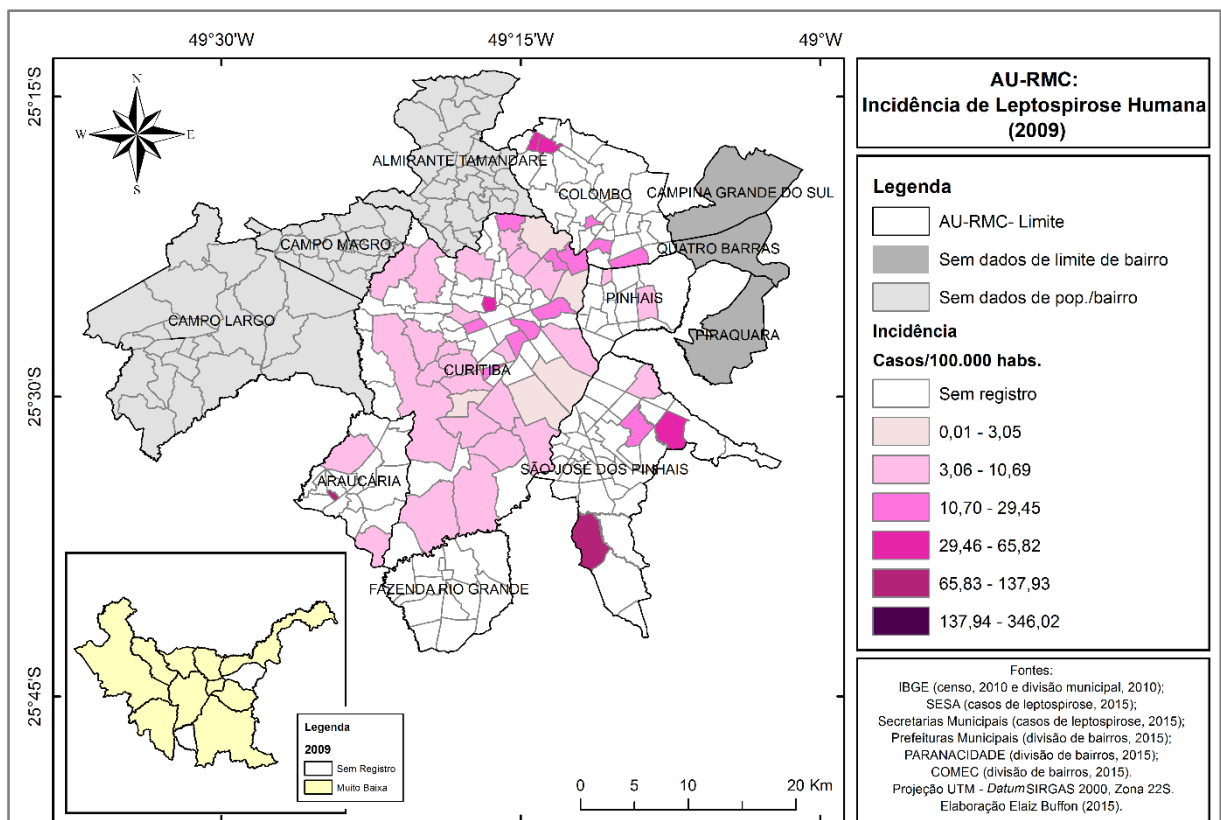 49°30'W
49°15'W
49°W
25°15'S
25°30'S
25°45'S
N
W
E
S
ALMIRANTE TAMANDARÉ
COLOMBO
CAMPINA GRANDE DO SUL
CAMPO MAGRO
QUATRO BARRAS
CAMPO LARGO
PINHAIS
PIRAQUARA
CURITIBA
SÃO JOSÉ DOS PINHAIS
ARAUCÁRIA
FAZENDA RIO GRANDE
Legenda
2009
Sem Registro
Muito Baixa
0 5 10 20 Km
AU-RMC:
Incidência de Leptospirose Humana
(2009)
Legenda
AU-RMC- Limite
Sem dados de limite de bairro
Sem dados de pop./bairro
Incidência
Casos/100.000 habs.
Sem registro
0,01 - 3,05
3,06 - 10,69
10,70 - 29,45
29,46 - 65,82
65,83 - 137,93
137,94 - 346,02
Fontes:
IBGE (censo, 2010 e divisão municipal, 2010);
SESA (casos de leptospirose, 2015);
Secretarias Municipais (casos de leptospirose, 2015);
Prefeituras Municipais (divisão de bairros, 2015);
PARANACIDADE (divisão de bairros, 2015);
COMEC (divisão de bairros, 2015).
Projeção UTM - Datum SIRGAS 2000, Zona 22S.
Elaboração Elaiz Buffon (2015).